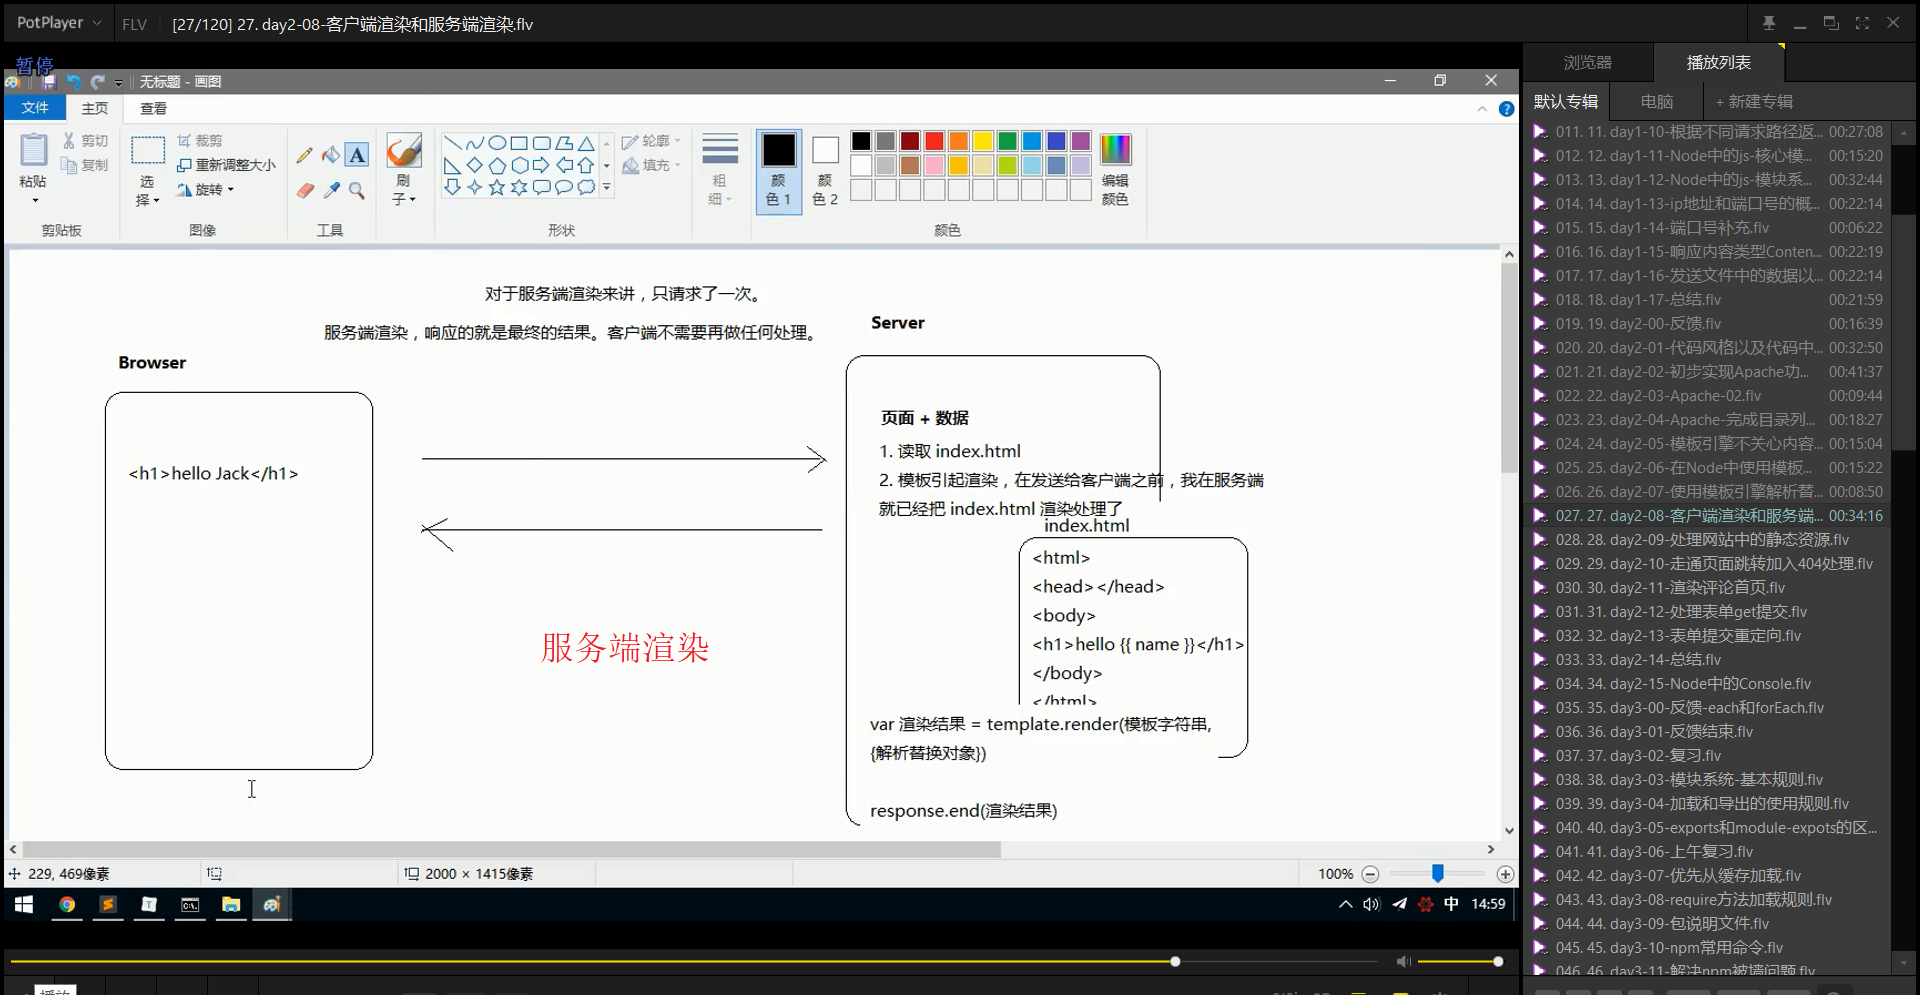 PotPlayer
FLV
[27/120] 27. day2-08-客户端渲染和服务端渲染.flv
暂停
无标题 - 画图
文件
主页
查看
粘贴
剪切
复制
剪贴板
选
择
裁剪
重新调整大小
旋转
图像
A
工具
刷
子
形状
轮廓
填充
粗
细
颜
色 1
颜
色 2
编辑
颜色
颜色
对于服务端渲染来讲，只请求了一次。
服务端渲染，响应的就是最终的结果。客户端不需要再做任何处理。
Browser
<h1>hello Jack</h1>
服务端渲染
Server
页面 + 数据
1. 读取 index.html
2. 模板引起渲染，在发送给客户端之前，我在服务端
就已经把 index.html 渲染处理了
index.html
<html>
<head></head>
<body>
<h1>hello {{ name }}</h1>
</body>
</html>
var 渲染结果 = template.render(模板字符串,
{解析替换对象})
response.end(渲染结果)
229, 469像素
2000 × 1415像素
100%
中
14:59
播放
浏览器
播放列表
默认专辑
电脑
+ 新建专辑
011. 11. day1-10-根据不同请求路径返... 00:27:08
012. 12. day1-11-Node中的js-核心模... 00:15:20
013. 13. day1-12-Node中的js-模块系... 00:32:44
014. 14. day1-13-ip地址和端口号的概... 00:22:14
015. 15. day1-14-端口号补充.flv 00:06:22
016. 16. day1-15-响应内容类型Conten... 00:22:19
017. 17. day1-16-发送文件中的数据以... 00:22:14
018. 18. day1-17-总结.flv 00:21:59
019. 19. day2-00-反馈.flv 00:16:39
020. 20. day2-01-代码风格以及代码中... 00:32:50
021. 21. day2-02-初步实现Apache功... 00:41:37
022. 22. day2-03-Apache-02.flv 00:09:44
023. 23. day2-04-Apache-完成目录列... 00:18:27
024. 24. day2-05-模板引擎不关心内容... 00:15:04
025. 25. day2-06-在Node中使用模板... 00:15:22
026. 26. day2-07-使用模板引擎解析替... 00:08:50
027. 27. day2-08-客户端渲染和服务端... 00:34:16
028. 28. day2-09-处理网站中的静态资源.flv
029. 29. day2-10-走通页面跳转加入404处理.flv
030. 30. day2-11-渲染评论首页.flv
031. 31. day2-12-处理表单get提交.flv
032. 32. day2-13-表单提交重定向.flv
033. 33. day2-14-总结.flv
034. 34. day2-15-Node中的Console.flv
035. 35. day3-00-反馈-each和forEach.flv
036. 36. day3-01-反馈结束.flv
037. 37. day3-02-复习.flv
038. 38. day3-03-模块系统-基本规则.flv
039. 39. day3-04-加载和导出的使用规则.flv
040. 40. day3-05-exports和module-expots的区...
041. 41. day3-06-上午复习.flv
042. 42. day3-07-优先从缓存加载.flv
043. 43. day3-08-require方法加载规则.flv
044. 44. day3-09-包说明文件.flv
045. 45. day3-10-npm常用命令.flv
046. 46. day3-11-解决npm被墙问题.flv